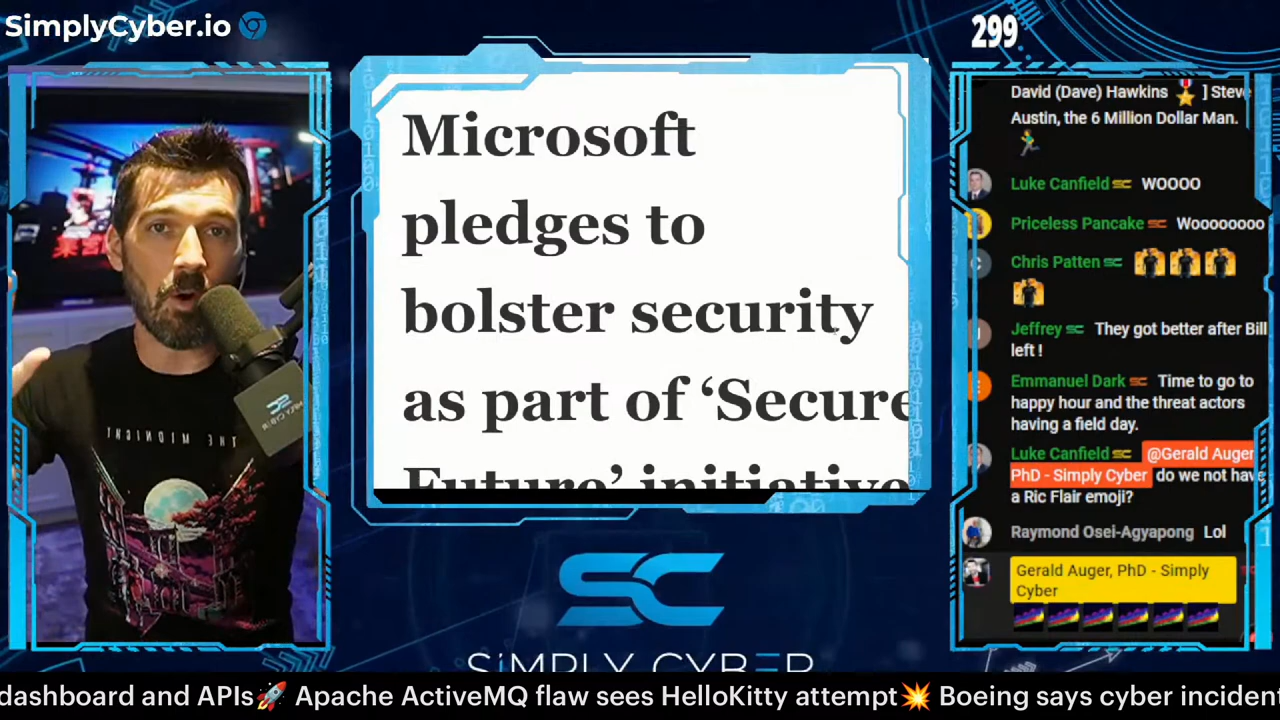 SimplyCyber.io
299
Microsoft
pledges to
bolster security
as part of ‘Secure
Future’ initiative
THE MIDNIGHT
SC
SIMPLY CYBER
David (Dave) Hawkins ] Steve
Austin, the 6 Million Dollar Man.
Luke Canfield WOOOO
Priceless Pancake Woooooooo
Chris Patten
Jeffrey They got better after Bill
left !
Emmanuel Dark Time to go to
happy hour and the threat actors
having a field day.
Luke Canfield @Gerald Auger,
PhD - Simply Cyber do we not have
a Ric Flair emoji?
Raymond Osei-Agyapong Lol
Gerald Auger, PhD - Simply
Cyber
dashboard and APIs🚀 Apache ActiveMQ flaw sees HelloKitty attempt💥 Boeing says cyber incident